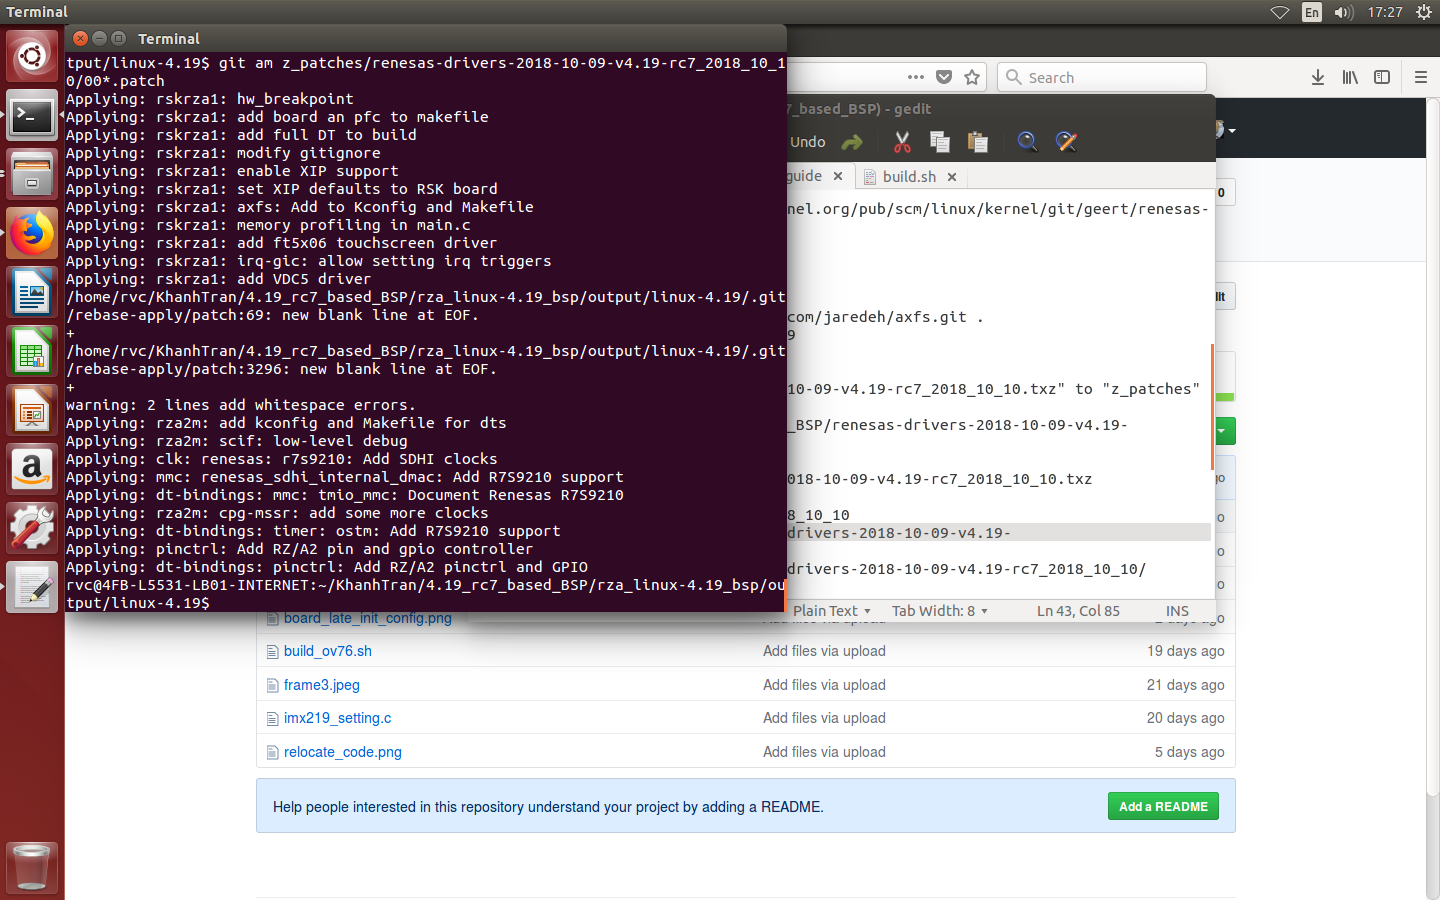 Terminal
En
17:27
Terminal
tput/linux-4.19$ git am z_patches/renesas-drivers-2018-10-09-v4.19-rc7_2018_10_1
0/00*.patch
Applying: rskrza1: hw_breakpoint
Applying: rskrza1: add board an pfc to makefile
Applying: rskrza1: add full DT to build
Applying: rskrza1: modify gitignore
Applying: rskrza1: enable XIP support
Applying: rskrza1: set XIP defaults to RSK board
Applying: rskrza1: axfs: Add to Kconfig and Makefile
Applying: rskrza1: memory profiling in main.c
Applying: rskrza1: add ft5x06 touchscreen driver
Applying: rskrza1: irq-gic: allow setting irq triggers
Applying: rskrza1: add VDC5 driver
/home/rvc/KhanhTran/4.19_rc7_based_BSP/rza_linux-4.19_bsp/output/linux-4.19/.git
/rebase-apply/patch:69: new blank line at EOF.
+
/home/rvc/KhanhTran/4.19_rc7_based_BSP/rza_linux-4.19_bsp/output/linux-4.19/.git
/rebase-apply/patch:3296: new blank line at EOF.
+
warning: 2 lines add whitespace errors.
Applying: rza2m: add kconfig and Makefile for dts
Applying: rza2m: scif: low-level debug
Applying: clk: renesas: r7s9210: Add SDHI clocks
Applying: mmc: renesas_sdhi_internal_dmac: Add R7S9210 support
Applying: dt-bindings: mmc: tmio_mmc: Document Renesas R7S9210
Applying: rza2m: cpg-mssr: add some more clocks
Applying: dt-bindings: timer: ostm: Add R7S9210 support
Applying: pinctrl: Add RZ/A2 pin and gpio controller
Applying: dt-bindings: pinctrl: Add RZ/A2 pinctrl and GPIO
rvc@4FB-L5531-LB01-INTERNET:~/KhanhTran/4.19_rc7_based_BSP/rza_linux-4.19_bsp/ou
tput/linux-4.19$
Search
7_based_BSP) - gedit
Undo
guide
build.sh
nel.org/pub/scm/linux/kernel/git/geert/renesas-
com/jaredeh/axfs.git .
9
10-09-v4.19-rc7_2018_10_10.txz" to "z_patches"
_BSP/renesas-drivers-2018-10-09-v4.19-
018-10-09-v4.19-rc7_2018_10_10.txz
8_10_10
drivers-2018-10-09-v4.19-
drivers-2018-10-09-v4.19-rc7_2018_10_10/
Plain Text
Tab Width: 8
Ln 43, Col 85
INS
0
go
o
o
o
o
board_late_init_config.png
build_ov76.sh
Add files via upload
19 days ago
frame3.jpeg
Add files via upload
21 days ago
imx219_setting.c
Add files via upload
20 days ago
relocate_code.png
Add files via upload
5 days ago
Help people interested in this repository understand your project by adding a README.
Add a README